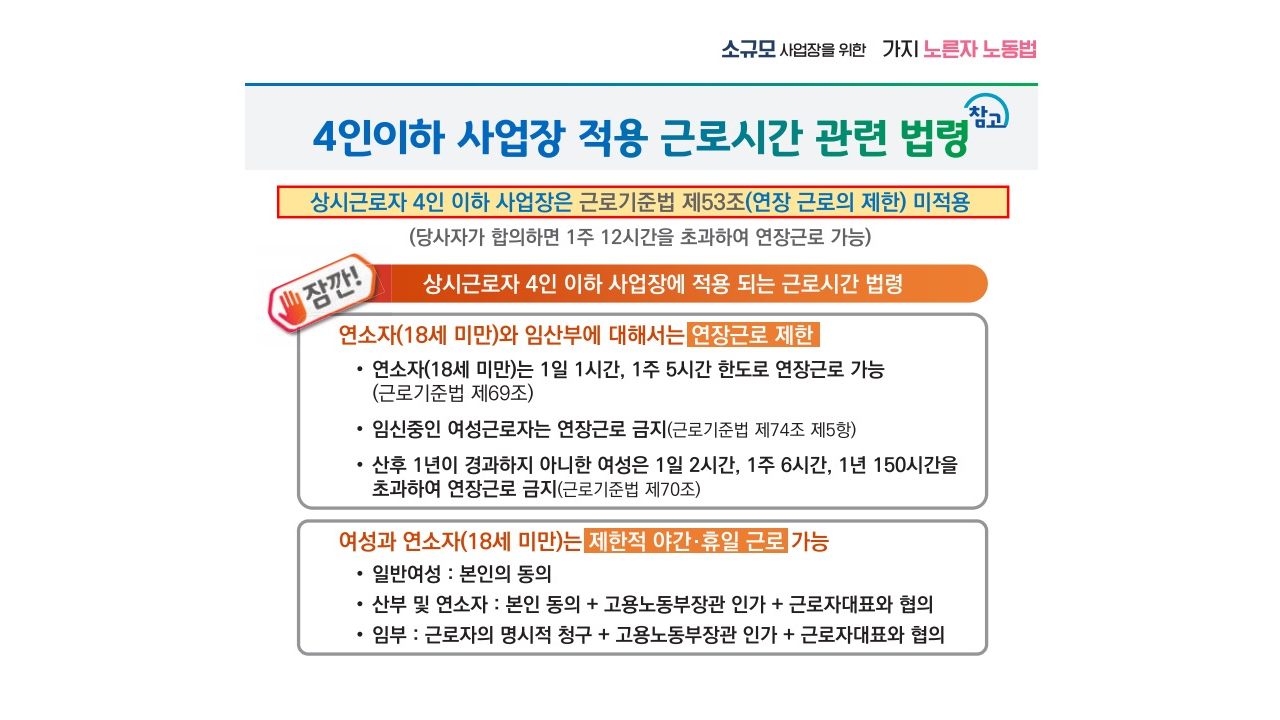 소규모 사업장을 위한 가지 노른자 노동법
4인이하 사업장 적용 근로시간 관련 법령 참고
상시근로자 4인 이하 사업장은 근로기준법 제53조(연장 근로의 제한) 미적용
(당사자가 합의하면 1주 12시간을 초과하여 연장근로 가능)
잠깐!
상시근로자 4인 이하 사업장에 적용 되는 근로시간 법령
연소자(18세 미만)와 임산부에 대해서는 연장근로 제한
• 연소자(18세 미만)는 1일 1시간, 1주 5시간 한도로 연장근로 가능
(근로기준법 제69조)
• 임신중인 여성근로자는 연장근로 금지(근로기준법 제74조 제5항)
• 산후 1년이 경과하지 아니한 여성은 1일 2시간, 1주 6시간, 1년 150시간을
초과하여 연장근로 금지(근로기준법 제70조)
여성과 연소자(18세 미만)는 제한적 야간·휴일 근로 가능
• 일반여성 : 본인의 동의
• 산부 및 연소자 : 본인 동의 + 고용노동부장관 인가 + 근로자대표와 협의
• 임부 : 근로자의 명시적 청구 + 고용노동부장관 인가 + 근로자대표와 협의